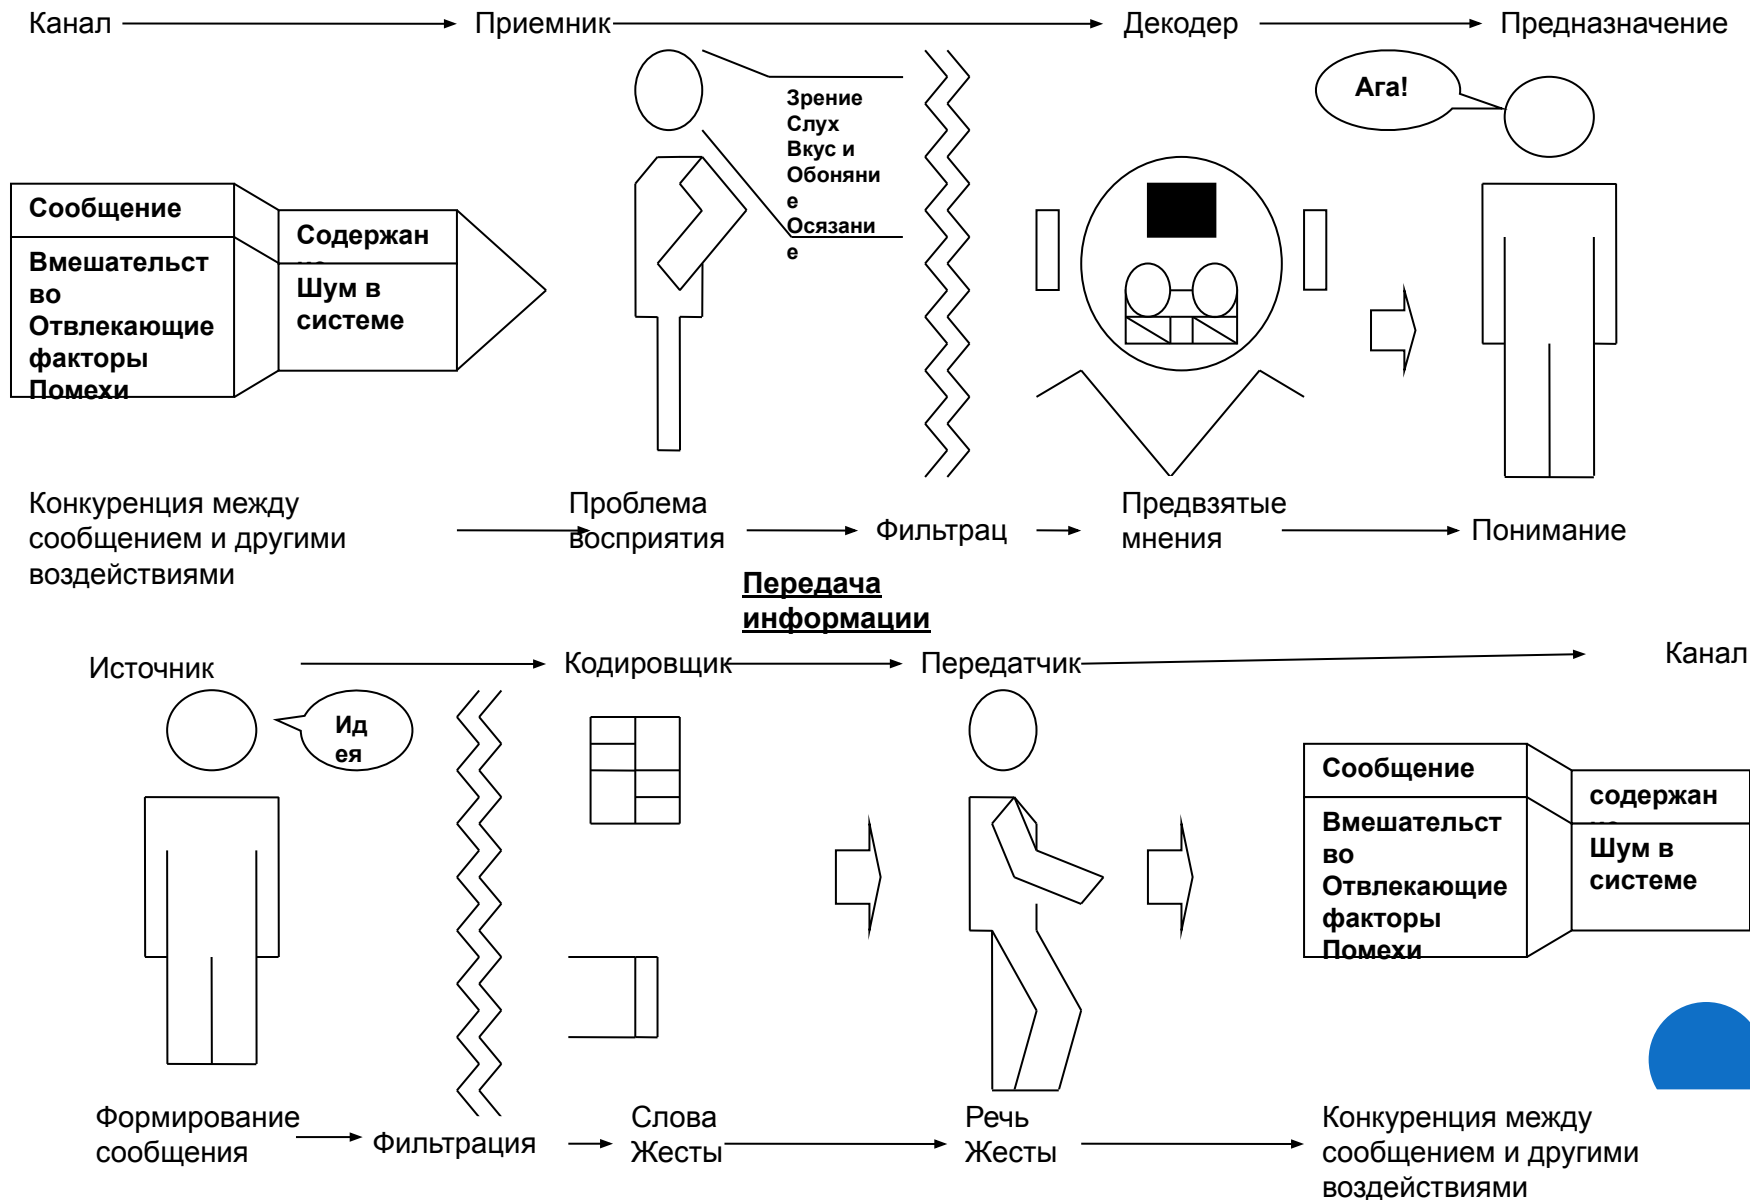 Канал
Приемник
Декодер
Предназначение
Зрение
Слух
Вкус и
Обоняни
е
Осязани
е
Ага!
Сообщение
Вмешательст
во
Отвлекающие
факторы
Помехи
Содержан
Шум в
системе
Конкуренция между
сообщением и другими
воздействиями
Проблема
восприятия
Фильтрац
Предвзятые
мнения
Понимание
Передача
информации
Источник
Кодировщик
Передатчик
Канал
Ид
ея
Сообщение
Вмешательст
во
Отвлекающие
факторы
Помехи
содержан
Шум в
системе
Формирование
сообщения
Фильтрация
Слова
Жесты
Речь
Жесты
Конкуренция между
сообщением и другими
воздействиями